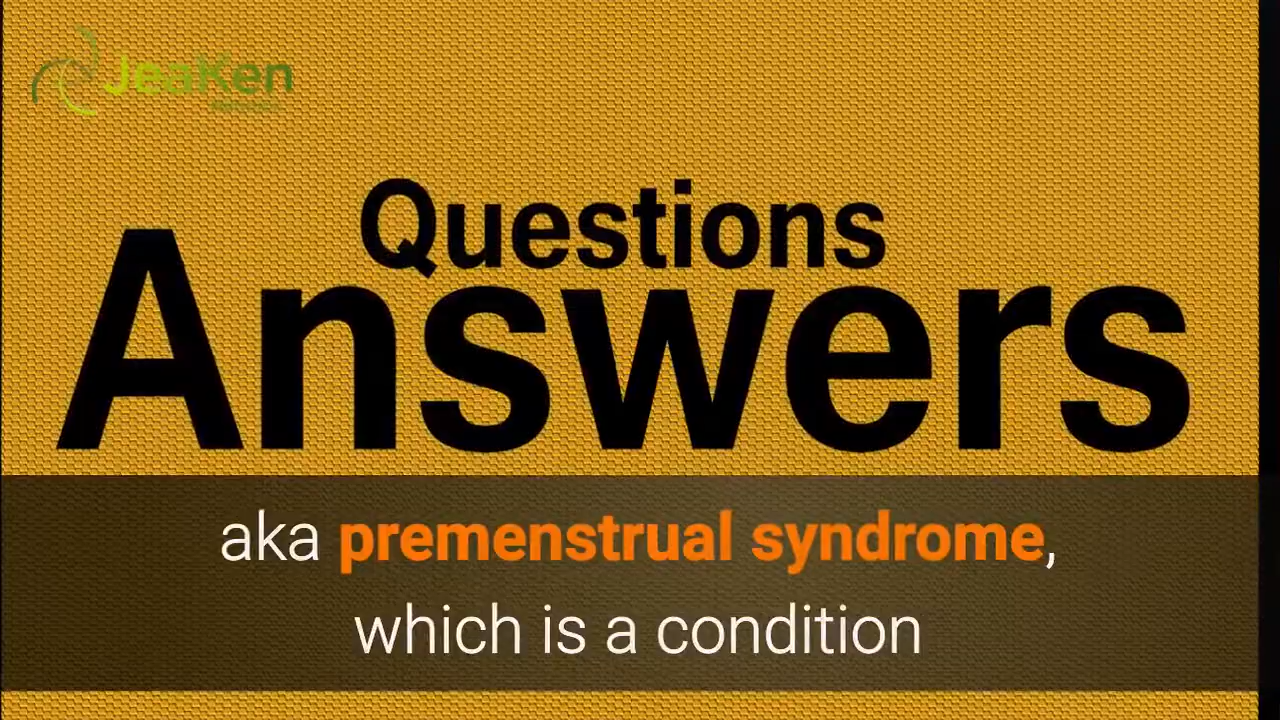 JeaKen
Questions
Answers
aka premenstrual syndrome,
which is a condition